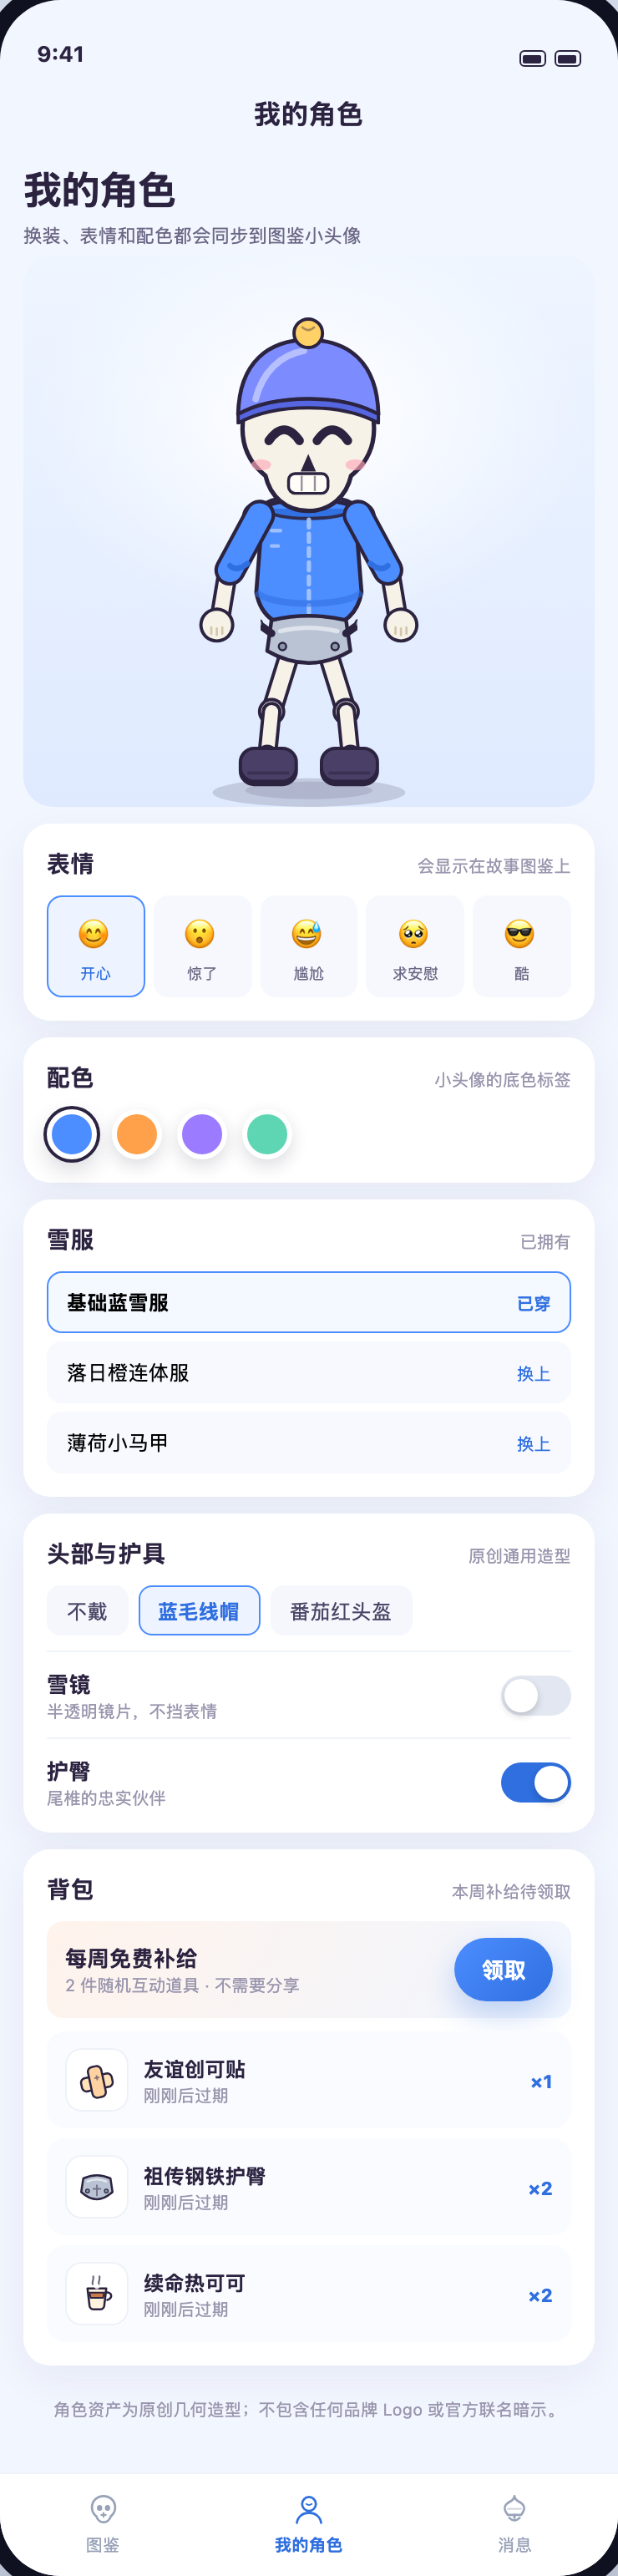 9:41
我的角色
我的角色
换装、表情和配色都会同步到图鉴小头像
表情
会显示在故事图鉴上
开心
惊了
尴尬
求安慰
酷
配色
小头像的底色标签
雪服
已拥有
基础蓝雪服
已穿
落日橙连体服
换上
薄荷小马甲
换上
头部与护具
原创通用造型
不戴
蓝毛线帽
番茄红头盔
雪镜
半透明镜片，不挡表情
护臀
尾椎的忠实伙伴
背包
本周补给待领取
每周免费补给
2 件随机互动道具 · 不需要分享
领取
友谊创可贴
刚刚后过期
×1
祖传钢铁护臀
刚刚后过期
×2
续命热可可
刚刚后过期
×2
角色资产为原创几何造型；不包含任何品牌 Logo 或官方联名暗示。
图鉴
我的角色
消息